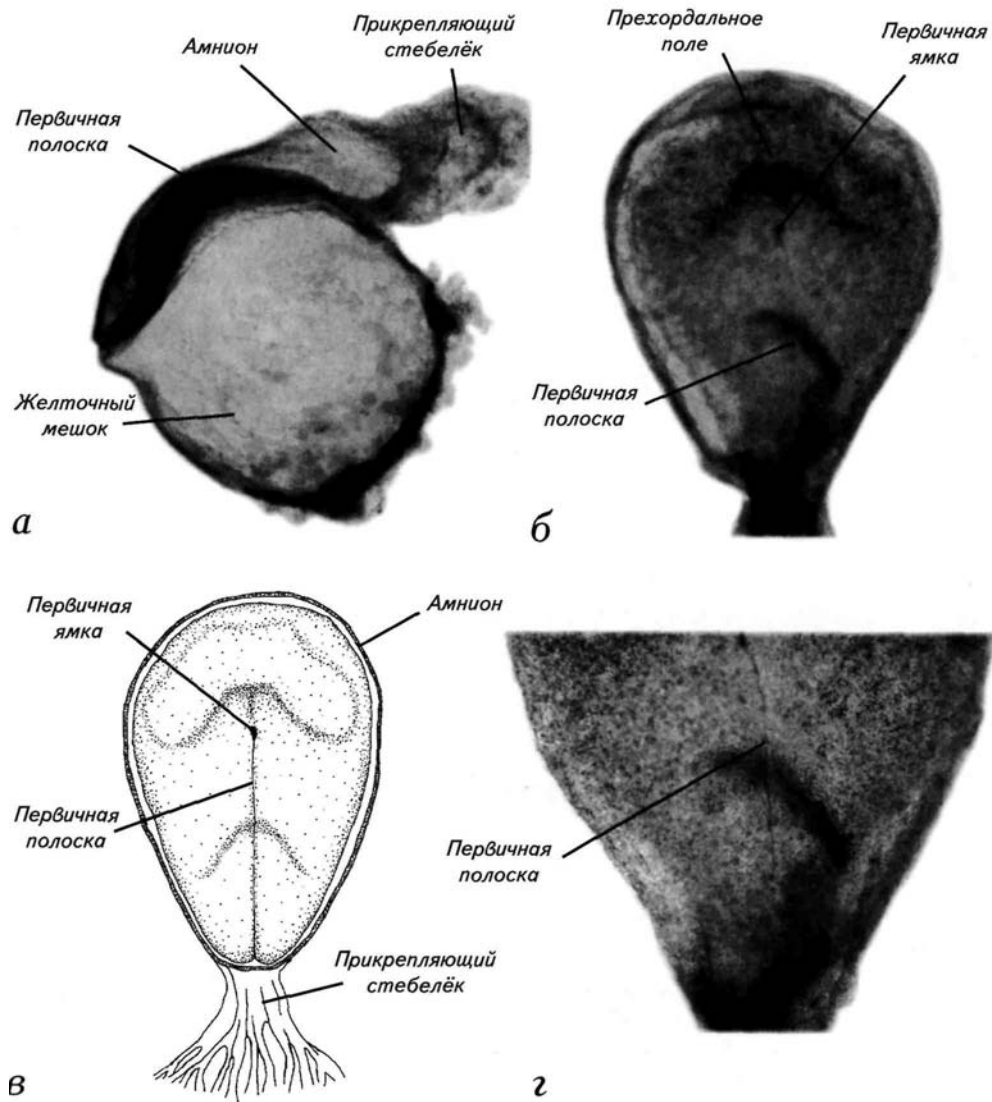 Амнион
Прикрепляющий
стебелёк
Первичная
полоска
Желточный
мешок
а
Прехордальное
поле
Первичная
ямка
Первичная
полоска
б
Первичная
ямка
Амнион
Первичная
полоска
Прикрепляющий
стебелёк
в
Первичная
полоска
г